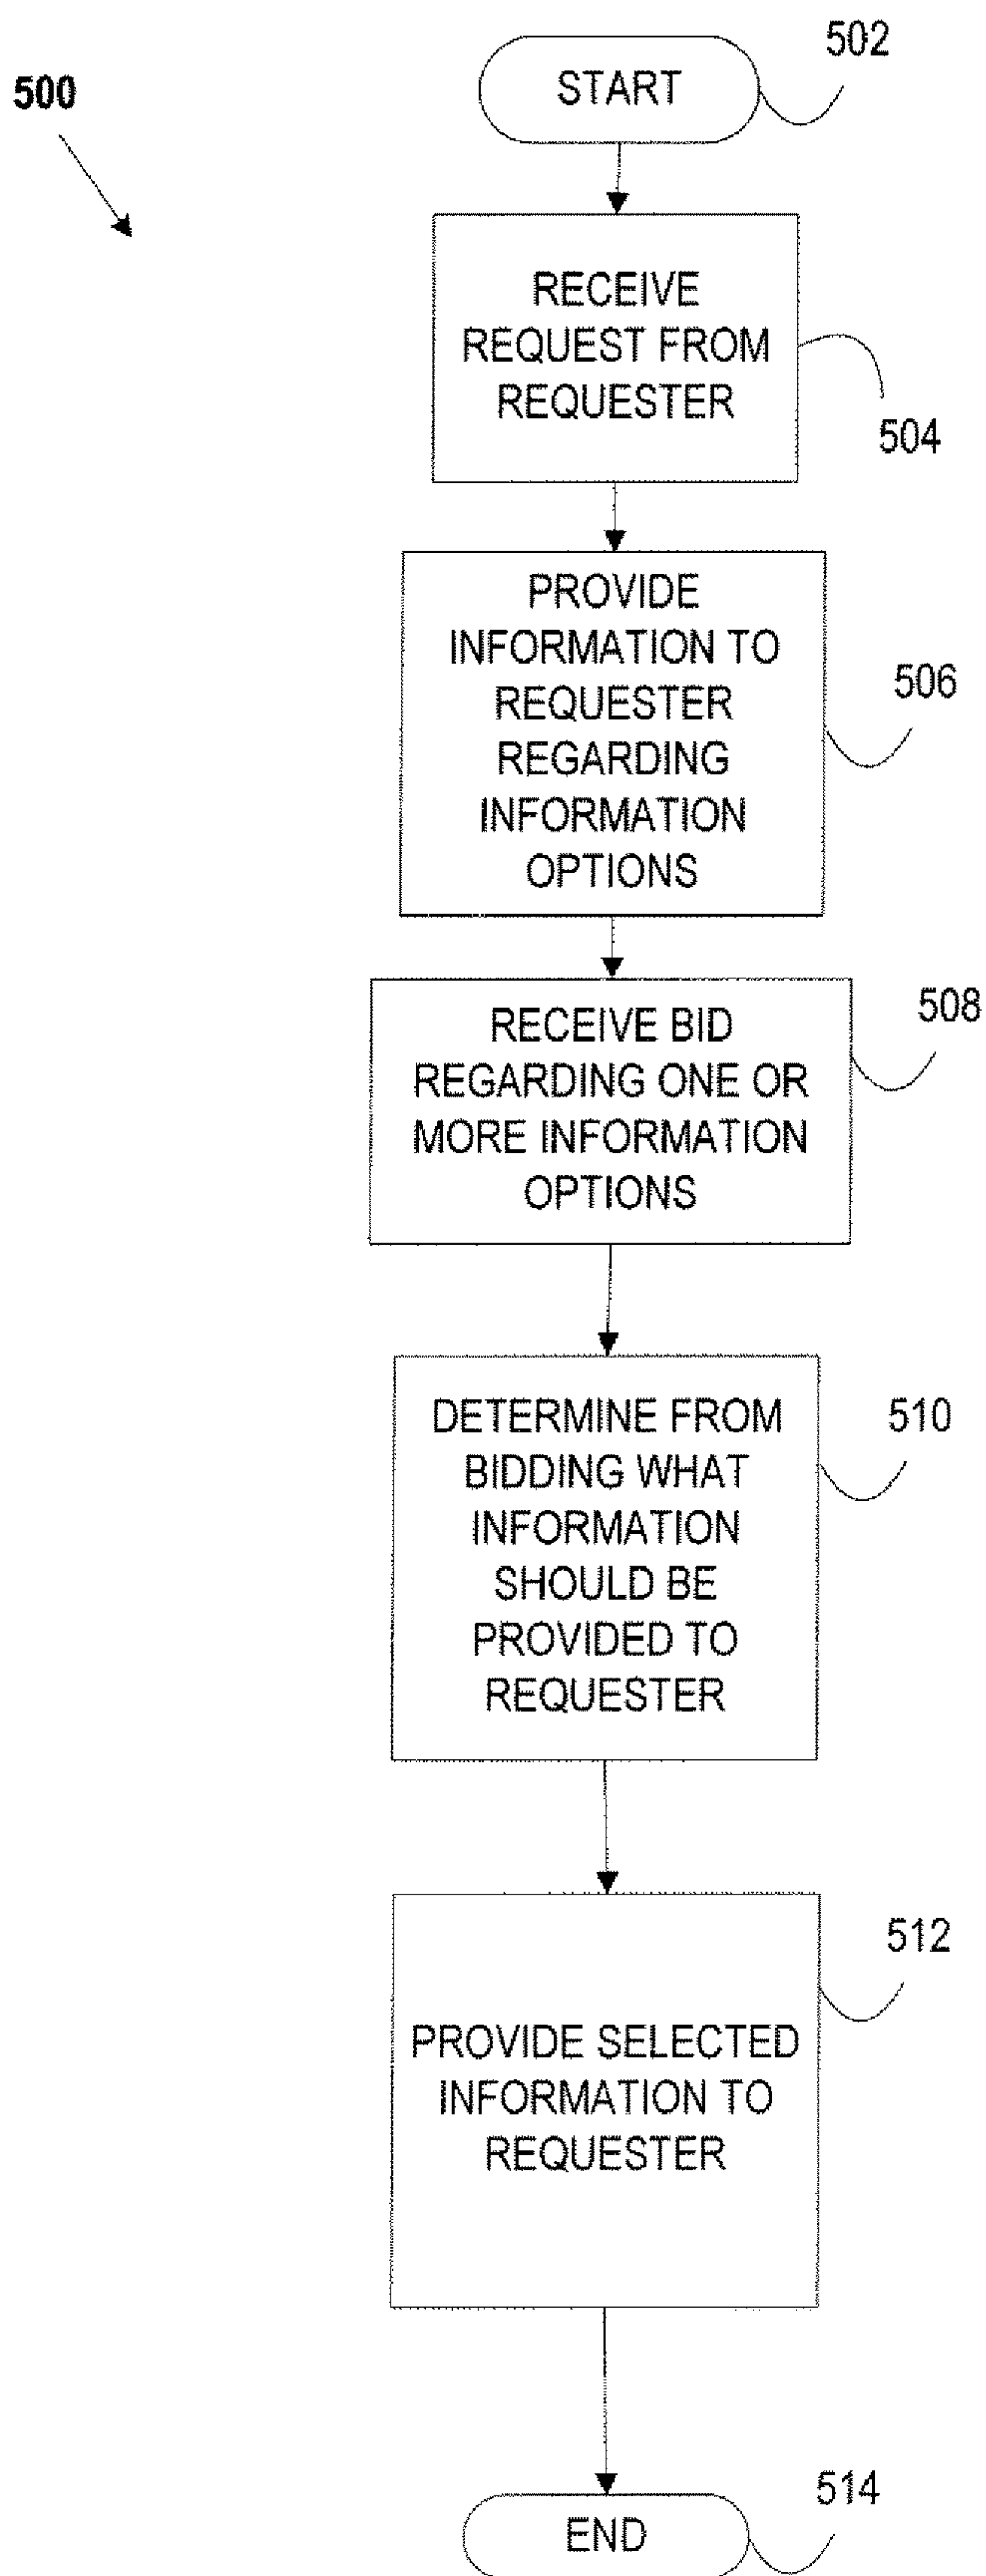 502
START
500
RECEIVE
REQUEST FROM
REQUESTER
504
PROVIDE
INFORMATION TO
REQUESTER
REGARDING
INFORMATION
OPTIONS
506
RECEIVE BID
REGARDING ONE OR
MORE INFORMATION
OPTIONS
508
DETERMINE FROM
BIDDING WHAT
INFORMATION
SHOULD BE
PROVIDED TO
REQUESTER
510
512
PROVIDE SELECTED
INFORMATION TO
REQUESTER
514
END